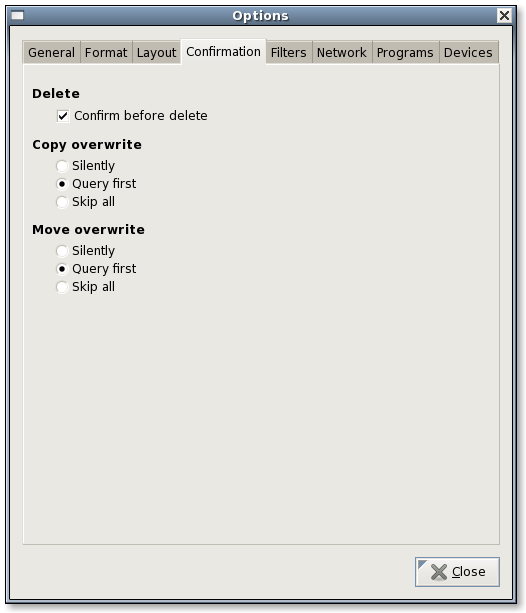 Options
General Format Layout Confirmation Filters Network Programs Devices
Delete
Confirm before delete
Copy overwrite
Silently
Query first
Skip all
Move overwrite
Silently
Query first
Skip all
Close